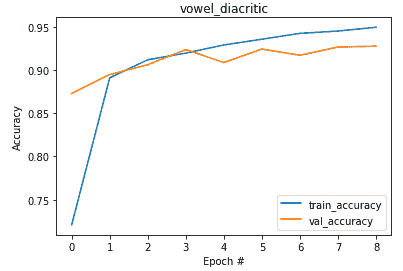 vowel_diacritic
0.95
0.90
0.85
0.80
0.75
Accuracy
train_accuracy
val_accuracy
0 1 2 3 4 5 6 7 8
Epoch #